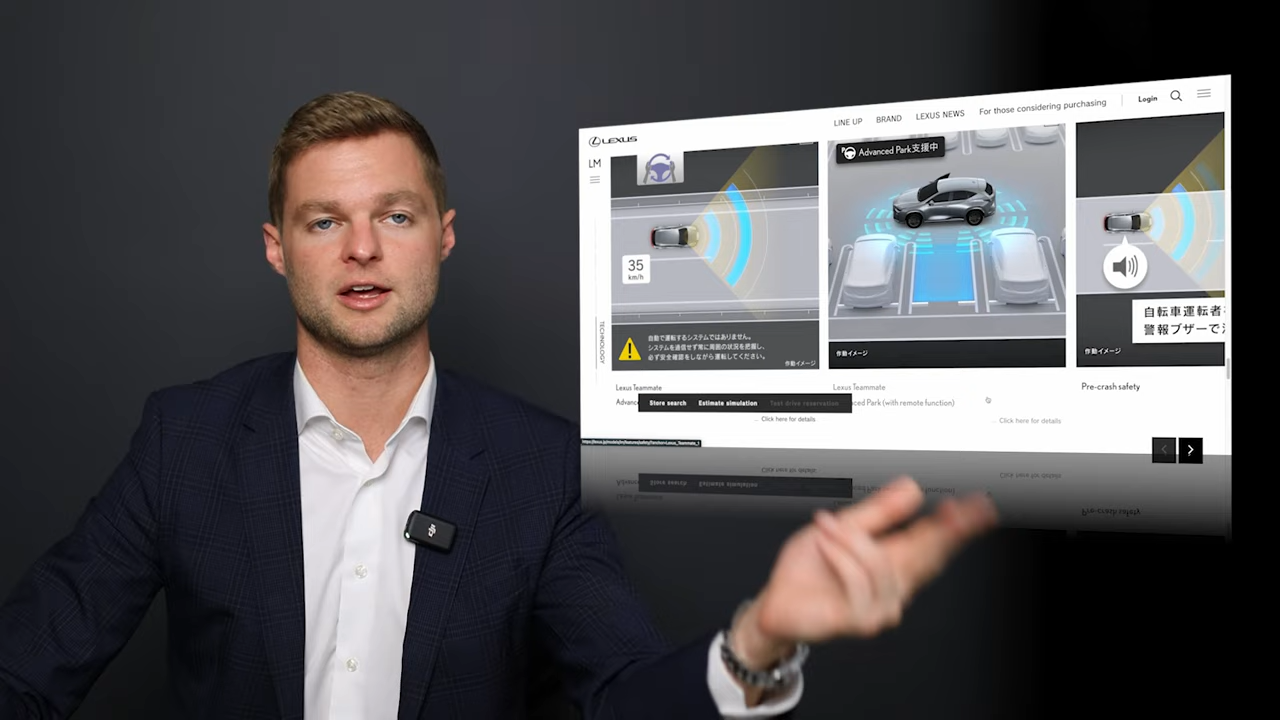 LEXUS
LINE UP
BRAND
LEXUS NEWS
For those considering purchasing
Login
LM
TECHNOLOGY
35
km/h
自動で運転するシステムではありません。
システムを過信せず常に周囲の状況を把握し、
必ず安全確認をしながら運転してください。
作動イメージ
Lexus Teammate
Advanc
Click here for details
Advanced Park支援中
作動イメージ
Lexus Teammate
ced Park (with remote function)
Click here for details
自転車運転者
警報ブザーで
作動イメージ
Pre-crash safety
Store search
Estimate simulation
Test drive reservation
dji